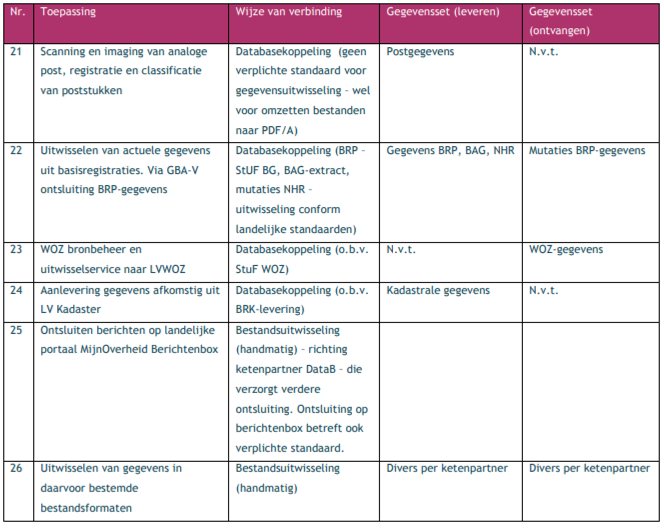 Nr. Toepassing Wijze van verbinding Gegevensset (leveren) Gegevensset
(ontvangen)
21 Scanning en imaging van analoge
post, registratie en classificatie
van poststukken
Databasekoppeling (geen
verplichte standaard voor
gegevensuitwisseling – wel
voor omzetten bestanden
naar PDF/A)
Postgegevens
N.v.t.
22 Uitwisselen van actuele gegevens
uit basisregistraties. Via GBA-V
ontsluiting BRP-gegevens
Databasekoppeling (BRP –
StUF BG, BAG-extract,
mutaties NHR –
uitwisseling conform
landelijke standaarden)
Gegevens BRP, BAG, NHR
Mutaties BRP-gegevens
23 WOZ bronbeheer en
uitwisselservice naar LVWOZ
Databasekoppeling (o.b.v.
StuF WOZ)
N.v.t.
WOZ-gegevens
24 Aanlevering gegevens afkomstig uit
LV Kadaster
Databasekoppeling (o.b.v.
BRK-levering)
Kadastrale gegevens
N.v.t.
25 Ontsluiten berichten op landelijke
portaal MijnOverheid Berichtenbox
Bestandsuitwisseling
(handmatig) – richting
ketenpartner DataB – die
verzorgt verdere
ontsluiting. Ontsluiting op
berichtenbox betreft ook
verplichte standaard.
26 Uitwisselen van gegevens in
daarvoor bestemde
bestandsformaten
Bestandsuitwisseling
(handmatig)
Divers per ketenpartner
Divers per ketenpartner